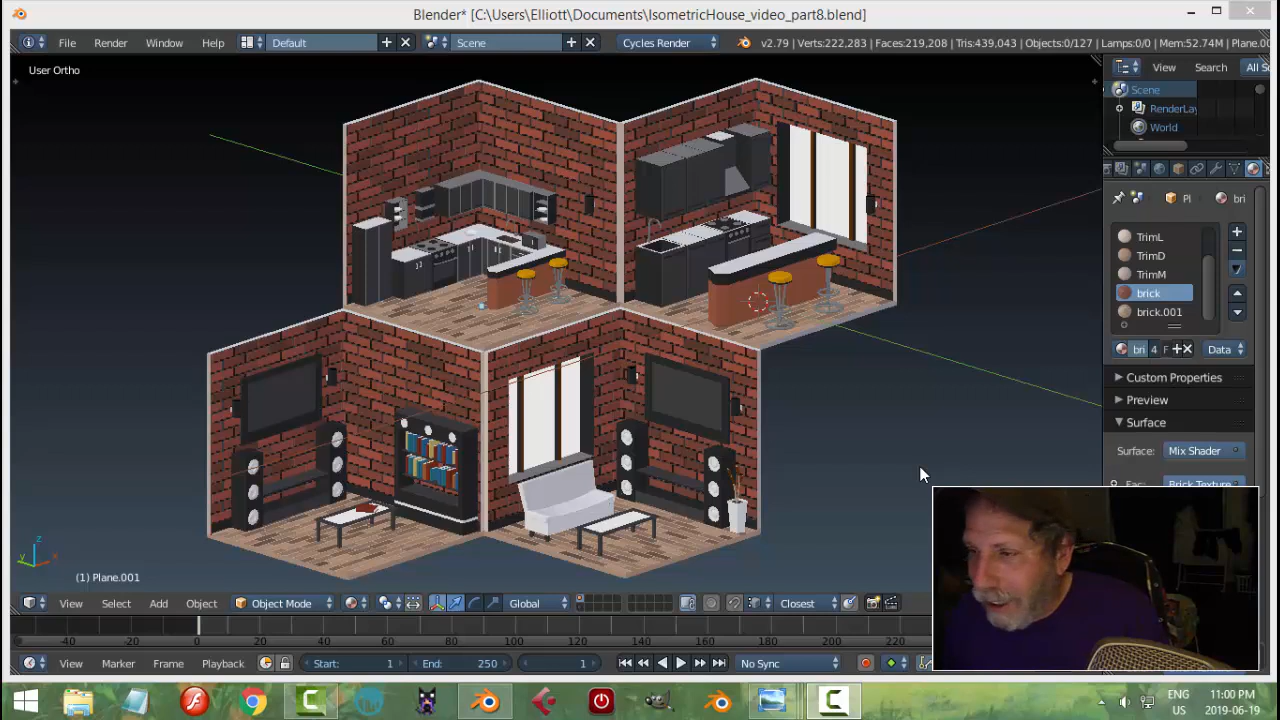 Blender* [C:\Users\Elliott\Documents\IsometricHouse_video_part8.blend]
File Render Window Help Default Scene Cycles Render v2.79 | Verts:222,283 | Faces:219,208 | Tris:439,043 | Objects:0/127 | Lamps:0/0 | Mem:52.74M | Plane.00
User Ortho
View Search All S
Scene
RenderLay
World
Pl bri
TrimL
TrimD
TrimM
brick
brick.001
bri 4 F Data
Custom Properties
Preview
Surface
Surface: Mix Shader
Fac: Brick Texture
z
y x
(1) Plane.001
View Select Add Object Object Mode Global Closest
-40 -20 0 20 40 60 80 100 120 140 160 180 200 220
View Marker Frame Playback Start: 1 End: 250 1 No Sync
ENG 11:00 PM
US 2019-06-19